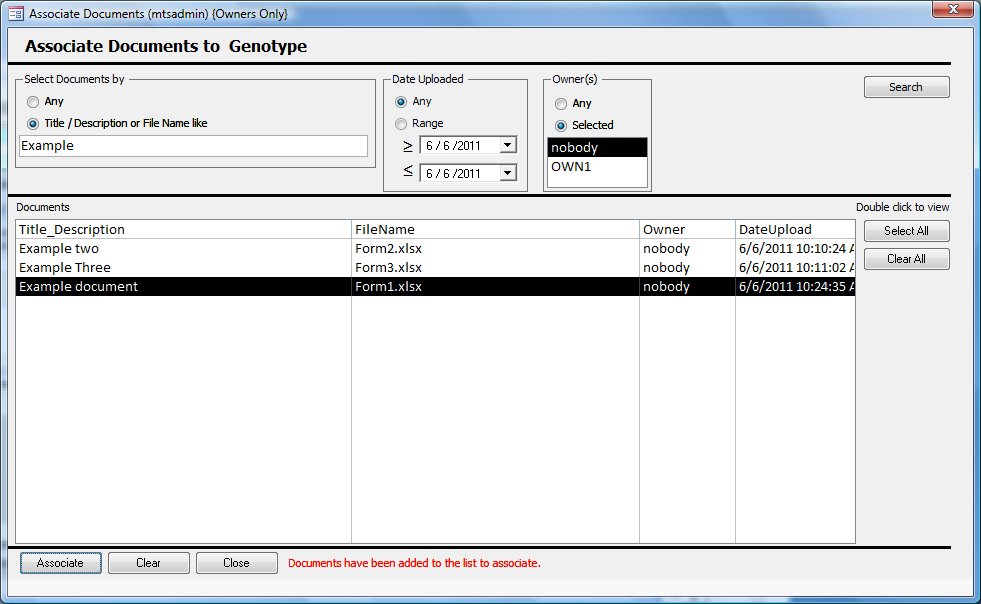 Associate Documents (mtsadmin) {Owners Only}
Associate Documents to Genotype
Select Documents by
Any
Title / Description or File Name like
Example
Date Uploaded
Any
Range
≥ 6 / 6 /2011
≤ 6 / 6 /2011
Owner(s)
Any
Selected
nobody
OWN1
Search
Documents
Double click to view
Title_Description FileName Owner DateUpload
Example two Form2.xlsx nobody 6/6/2011 10:10:24 A
Example Three Form3.xlsx nobody 6/6/2011 10:11:02 A
Example document Form1.xlsx nobody 6/6/2011 10:24:35 A
Select All
Clear All
Associate Clear Close Documents have been added to the list to associate.